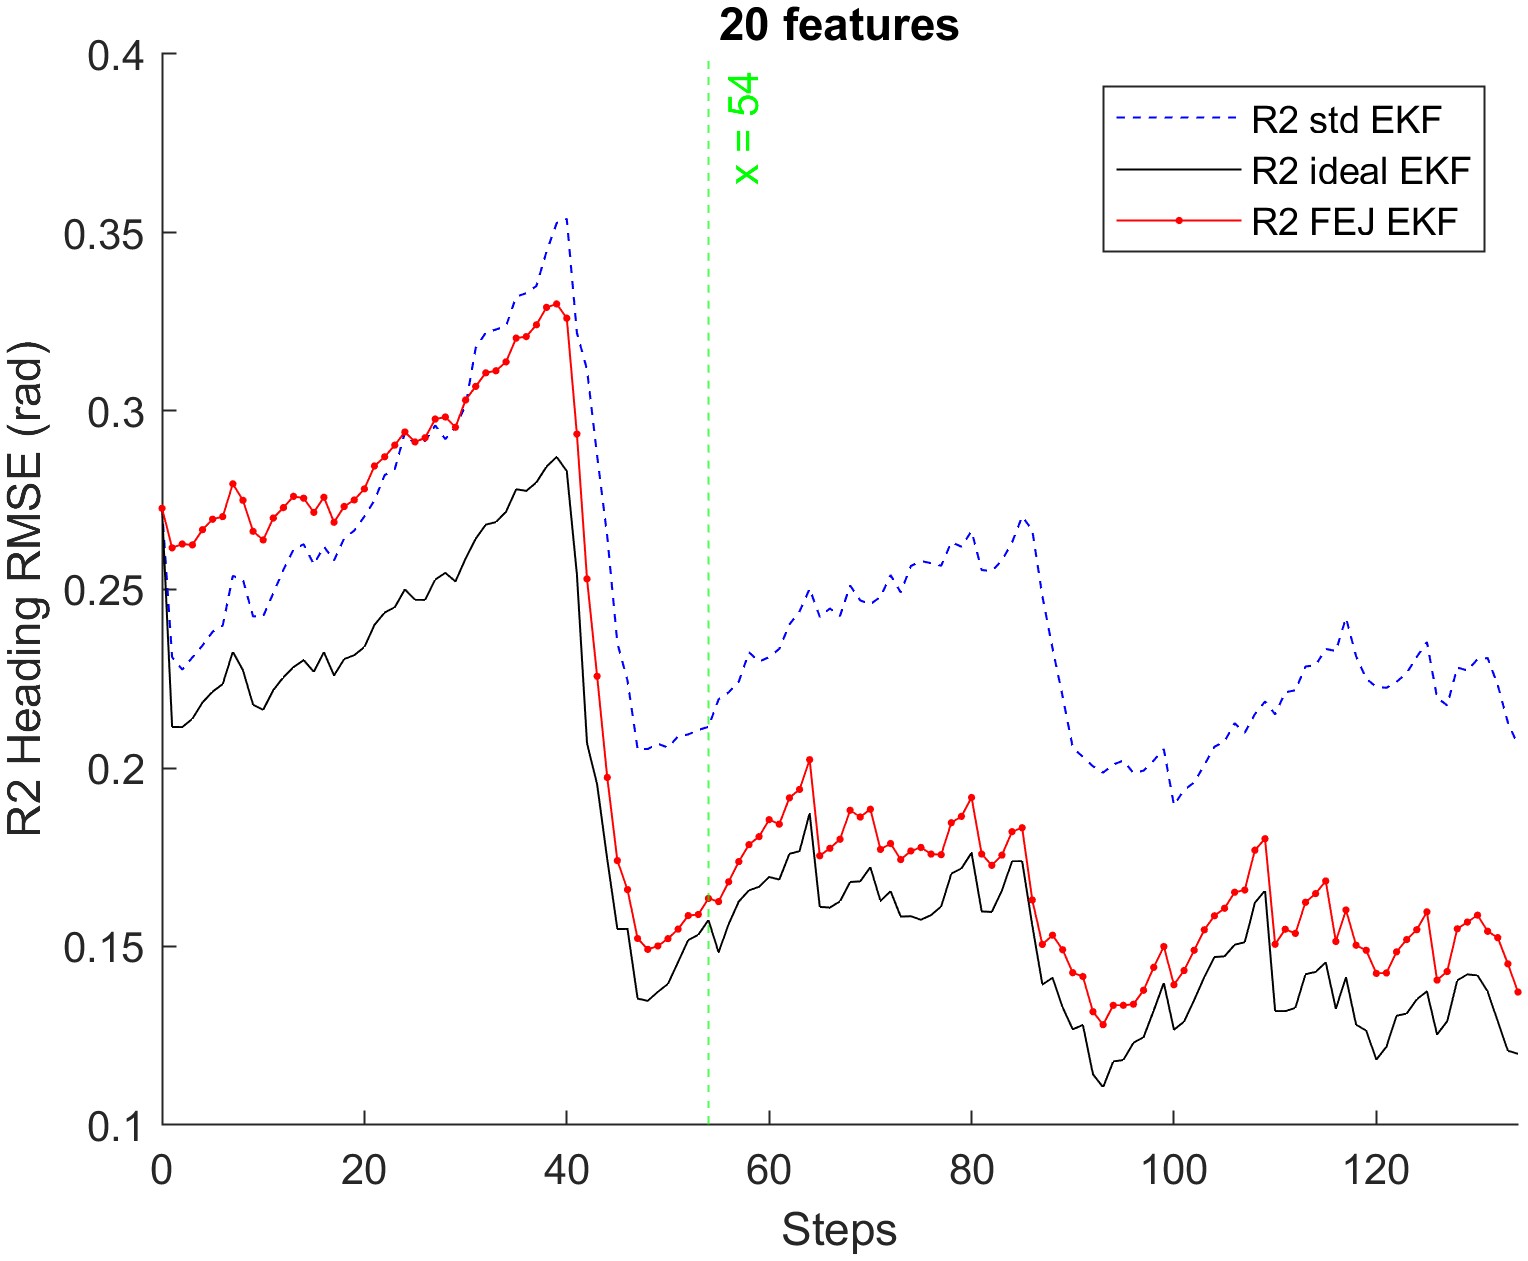 20 features
x = 54
R2 std EKF
R2 ideal EKF
R2 FEJ EKF
R2 Heading RMSE (rad)
0.4
0.35
0.3
0.25
0.2
0.15
0.1
0 20 40 60 80 100 120
Steps